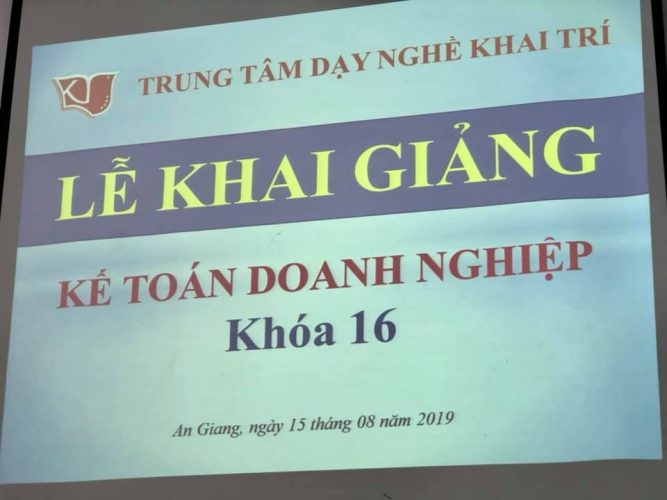 TRUNG TÂM DẠY NGHỀ KHAI TRÍ
LỄ KHAI GIẢNG
KẾ TOÁN DOANH NGHIỆP
Khóa 16
An Giang, ngày 15 tháng 08 năm 2019